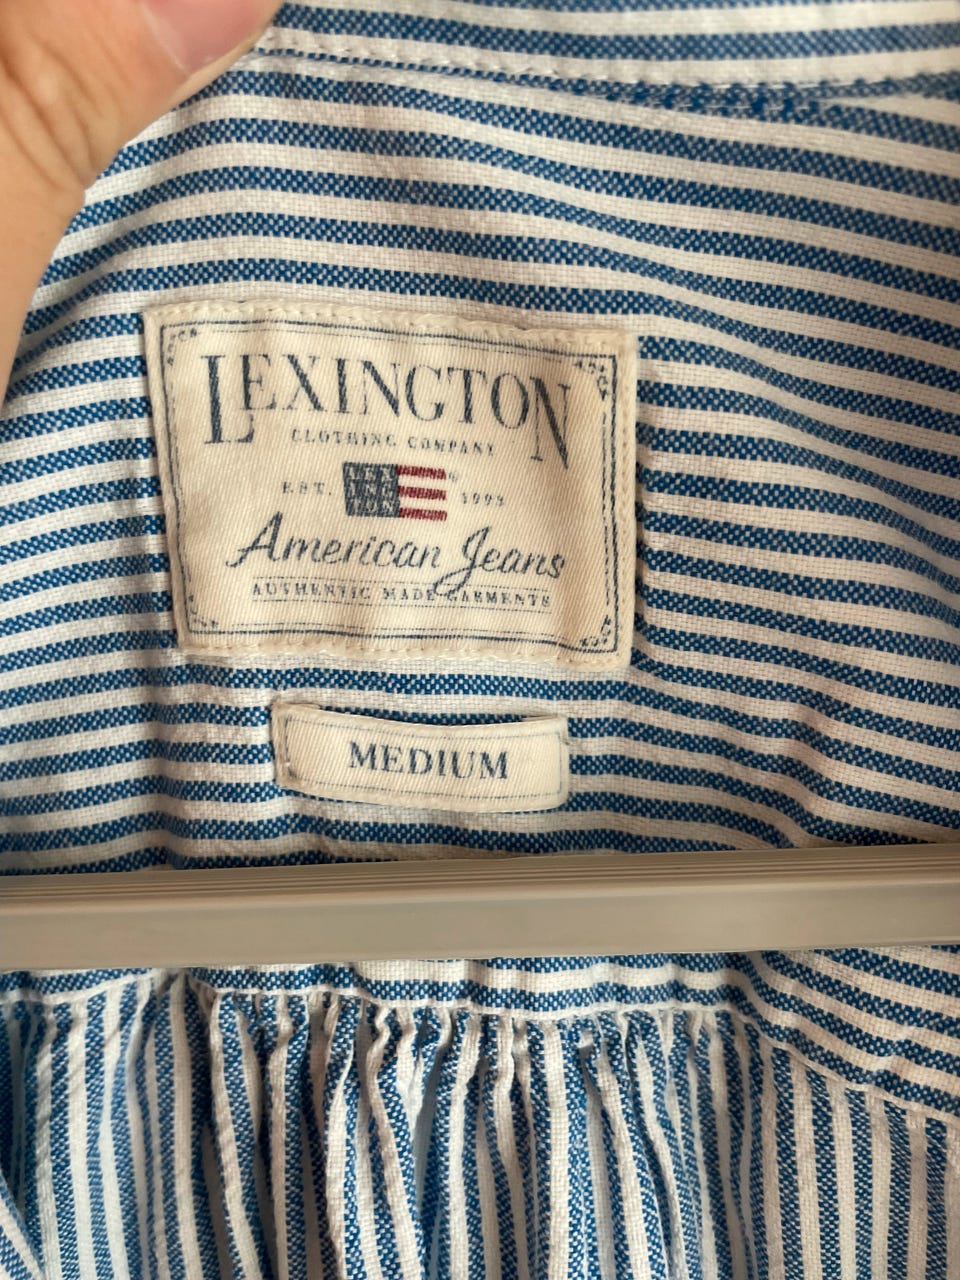 LEXINGTON
CLOTHING COMPANY
EST. 1993
American Jeans
AUTHENTIC MADE GARMENTS
MEDIUM